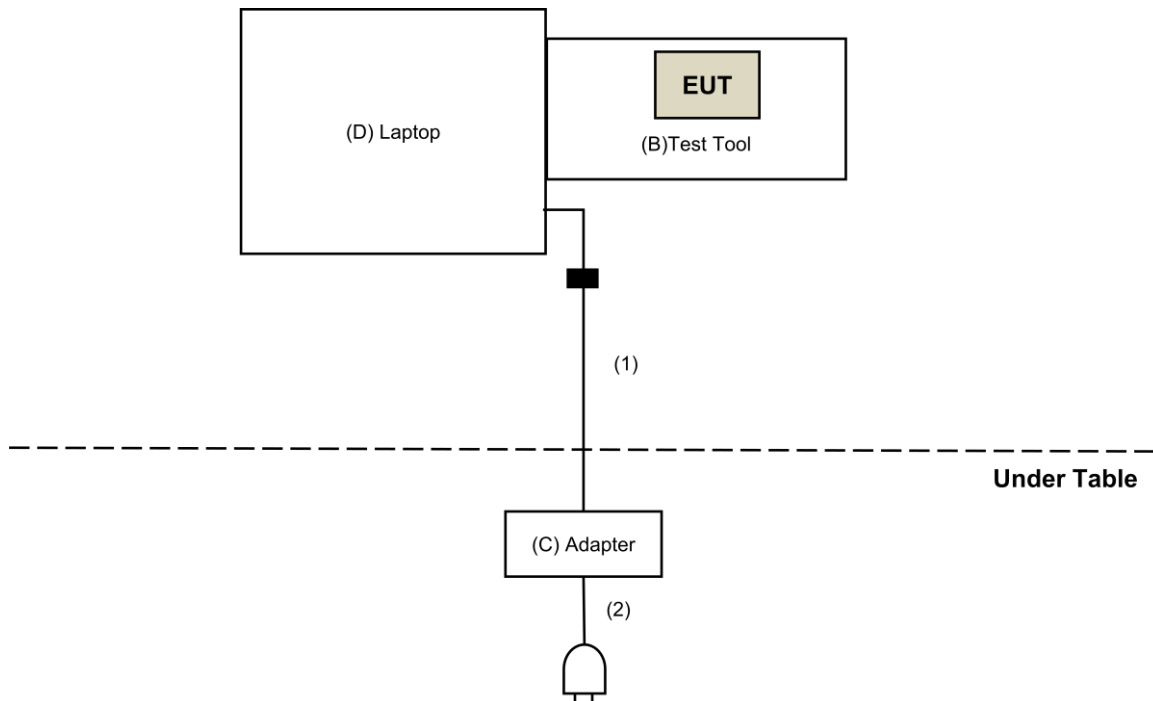 EUT
(D) Laptop
(B)Test Tool
(1)
Under Table
(C) Adapter
(2)